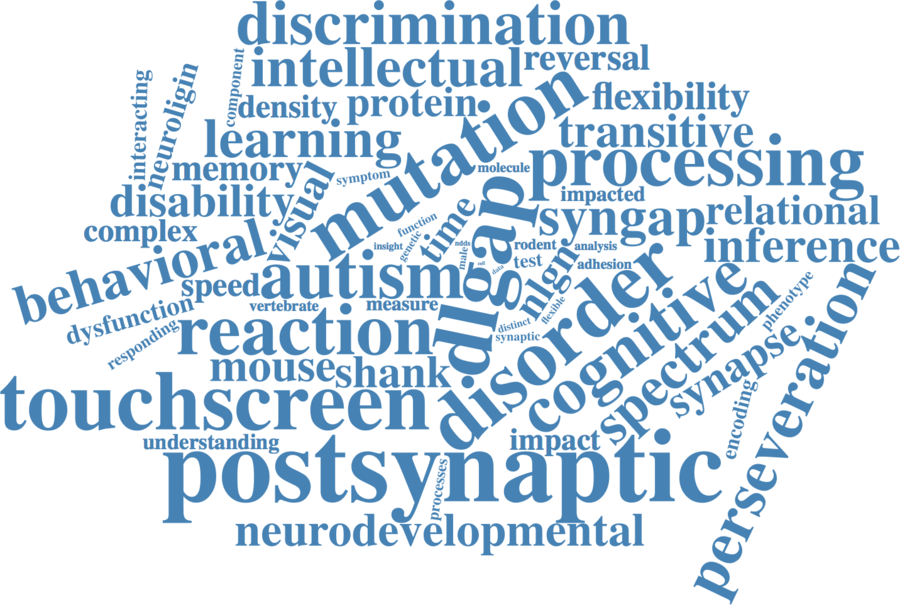 discrimination
intellectual
reversal
component
interacting
neuroligin
density
protein
flexibility
mutation
learning
transitive
memory
symptom
molecule
processing
disability
visual
impacted
complex
behavioral
function
time
dlgap
syngap
relational
insight
genetic
ndds
male
rodent
analysis
inference
test
nlgn
adhesion
data
speed
autism
disorder
cognitive
vertebrate
measure
flexible
spectrum
phenotype
perseveration
dysfunction
responding
reaction
distinct
synaptic
synapse
mouse
shank
touchscreen
encoding
understanding
impact
postsynaptic
processes
neurodevelopmental